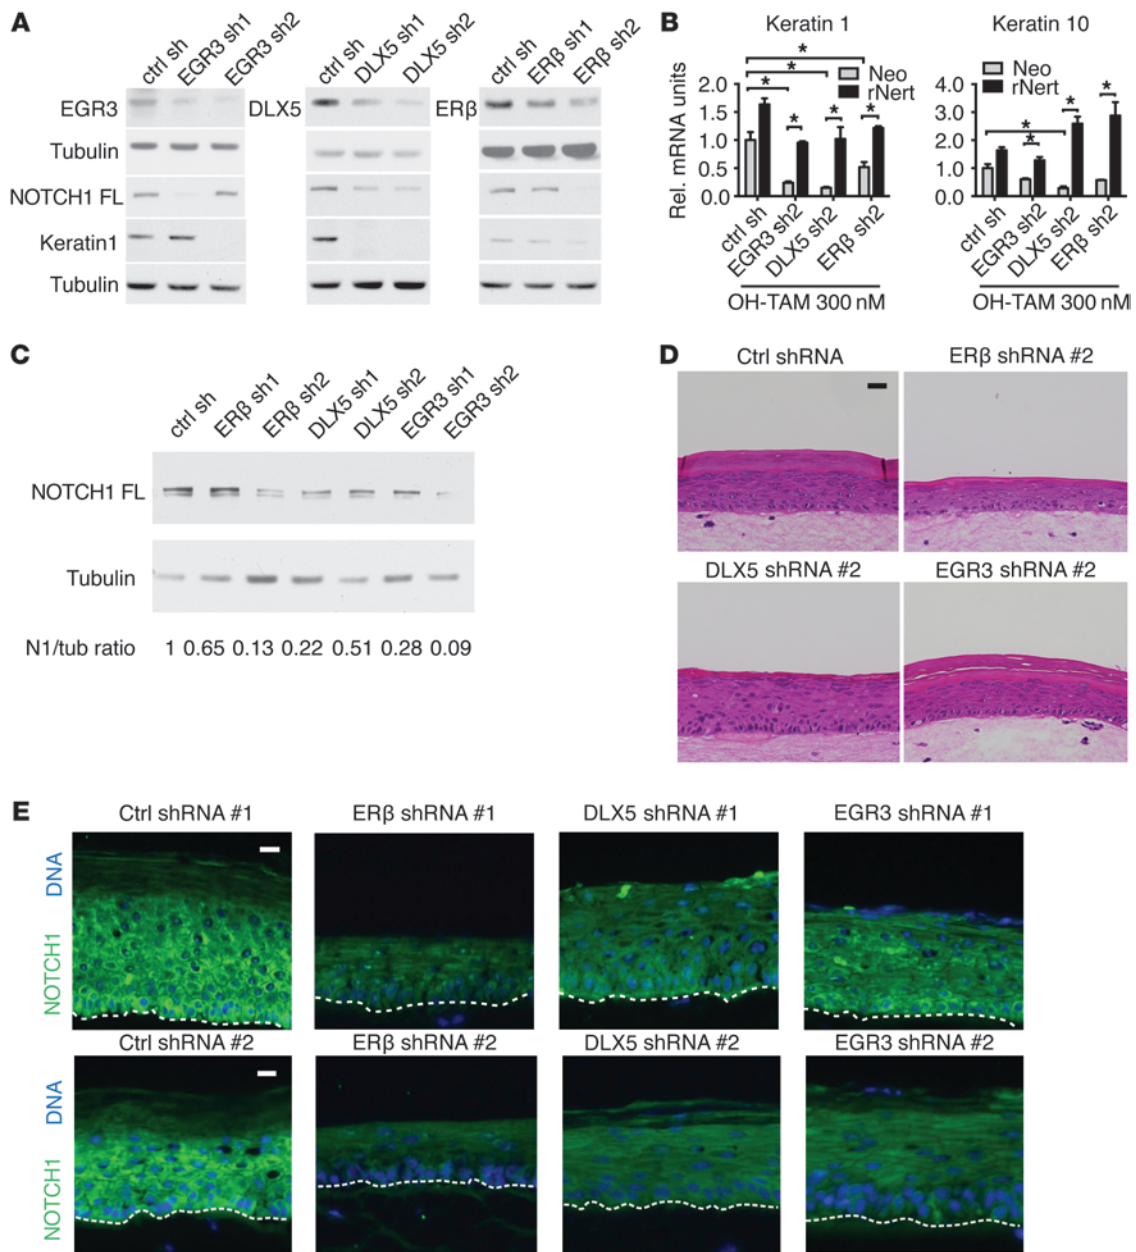 A
ctrl sh
EGR3 sh1
EGR3 sh2
ctrl sh
DLX5 sh1
DLX5 sh2
ctrl sh
ERβ sh1
ERβ sh2
EGR3
DLX5
ERβ
Tubulin
NOTCH1 FL
Keratin1
Tubulin
B
Keratin 1
Keratin 10
Rel. mRNA units
2.0
1.5
1.0
0.5
0.0
* * * * * *
Neo
rNert
ctrl sh
EGR3 sh2
DLX5 sh2
ERβ sh2
OH-TAM 300 nM
4.0
3.0
2.0
1.0
0.0
* * * *
Neo
rNert
ctrl sh
EGR3 sh2
DLX5 sh2
ERβ sh2
OH-TAM 300 nM
C
ctrl sh
ERβ sh1
ERβ sh2
DLX5 sh1
DLX5 sh2
EGR3 sh1
EGR3 sh2
NOTCH1 FL
Tubulin
N1/tub ratio 1 0.65 0.13 0.22 0.51 0.28 0.09
D
Ctrl shRNA
ERβ shRNA #2
DLX5 shRNA #2
EGR3 shRNA #2
E
Ctrl shRNA #1
ERβ shRNA #1
DLX5 shRNA #1
EGR3 shRNA #1
NOTCH1 DNA
Ctrl shRNA #2
ERβ shRNA #2
DLX5 shRNA #2
EGR3 shRNA #2
NOTCH1 DNA